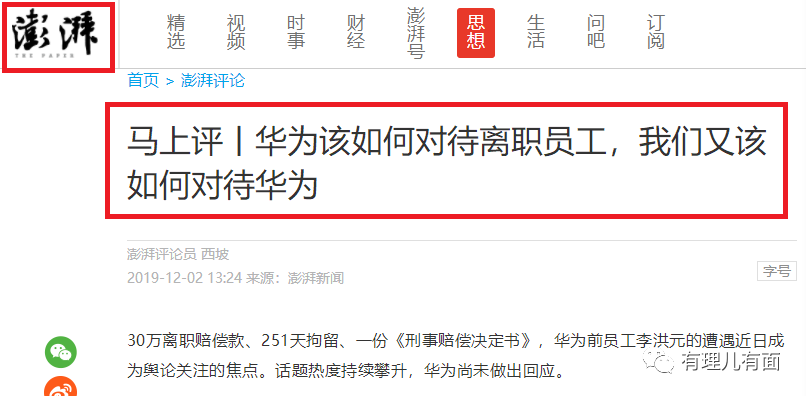 澎湃
THE PAPER
精选 视频 时事 财经 澎湃号 思想 生活 问吧 订阅
首页 > 澎湃评论
马上评丨华为该如何对待离职员工，我们又该
如何对待华为
澎湃评论员 西坡
2019-12-02 13:24 来源：澎湃新闻
字号
30万离职赔偿款、251天拘留、一份《刑事赔偿决定书》，华为前员工李洪元的遭遇近日成
为舆论关注的焦点。话题热度持续攀升，华为尚未做出回应。
有理儿有面